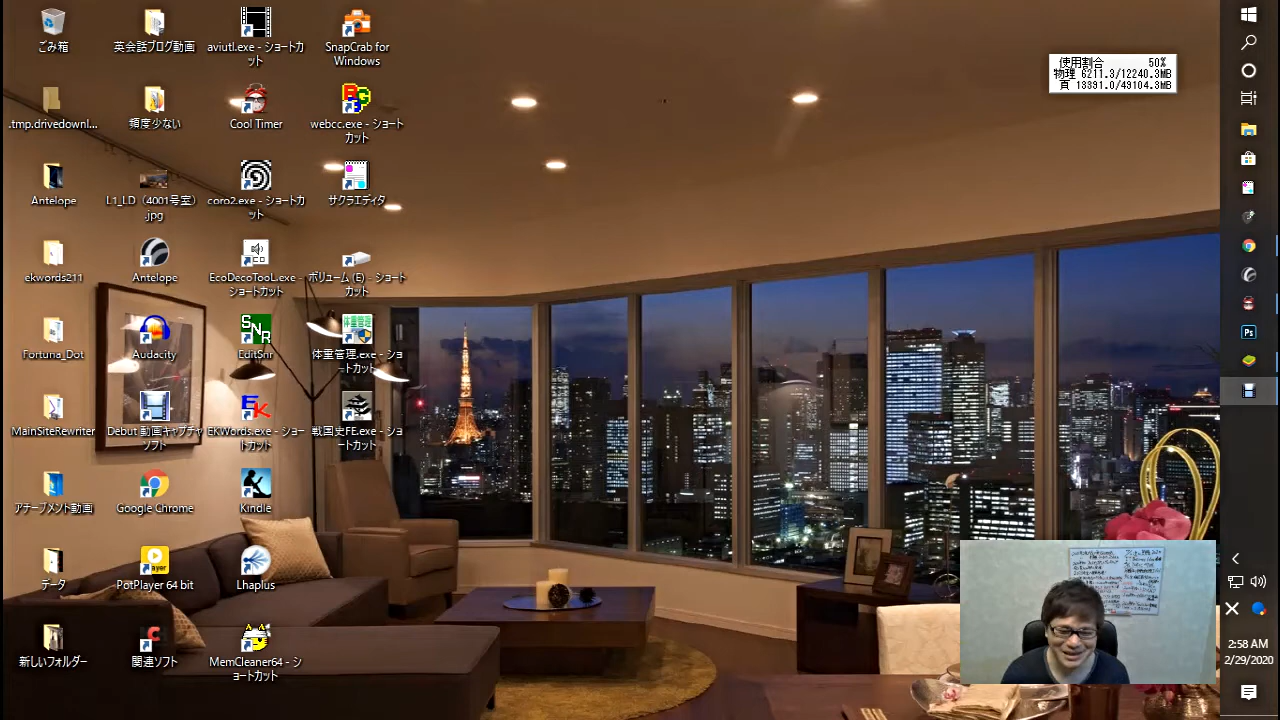 ごみ箱
英会話ブログ動画
aviutl.exe - ショートカ
ット
SnapCrab for
Windows
.tmp.drivedownl...
頻度少ない
Cool Timer
webcc.exe - ショート
カット
Antelope
L1_LD（4001号室）
.jpg
coro2.exe - ショートカ
ット
サクラエディタ
ekwords211
Antelope
EcoDecoTooL.exe -
ショートカット
ボリューム (E) - ショート
カット
Fortuna_Dot
Audacity
EditSnr
体重管理.exe - ショ
ートカット
MainSiteRewriter
Debut 動画キャプチャ
ソフト
EKWords.exe - ショー
トカット
戦国史FE.exe - ショ
ートカット
アチーブメント動画
Google Chrome
Kindle
データ
PotPlayer 64 bit
Lhaplus
新しいフォルダー
関連ソフト
MemCleaner64 - シ
ョートカット
使用割合 50%
物理 6211.3/12240.3MB
頁 13391.0/43104.3MB
2:58 AM
2/29/2020